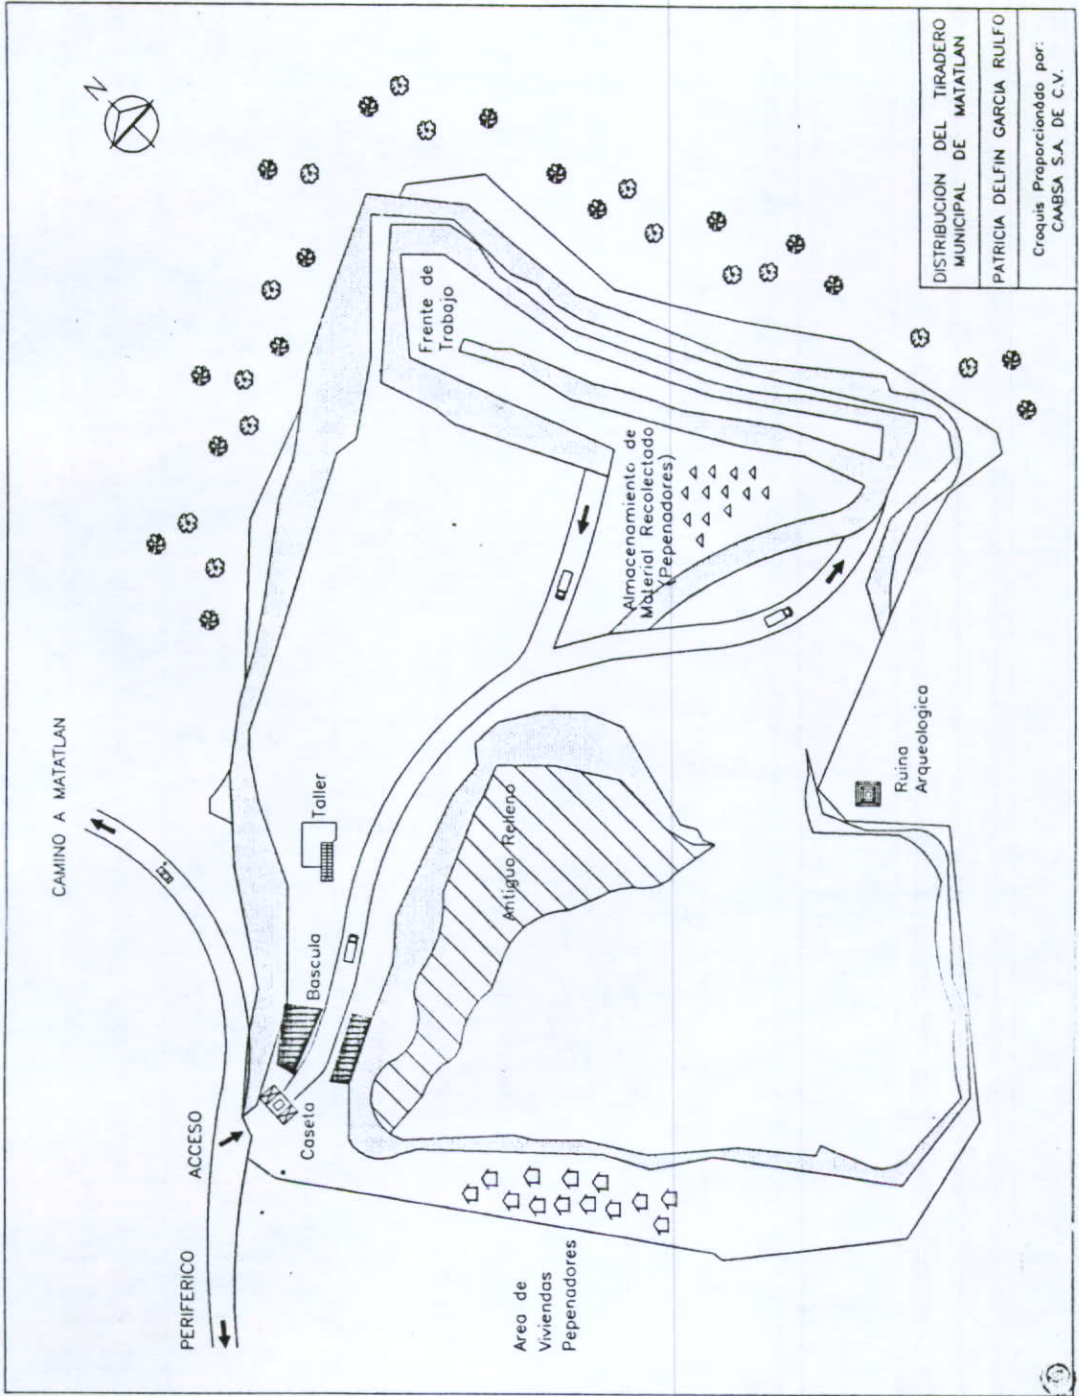 N
CAMINO A MATATLAN
PERIFERICO
ACCESO
Caseta
Bascula
Taller
Frente de
Trabajo
Almacenamiento de
Material Recolectado
(Pepenadores)
Antiguo Relleno
Area de
Viviendas
Pepenadores
Ruina
Arqueologica
DISTRIBUCION DEL TIRADERO
MUNICIPAL DE MATATLAN
PATRICIA DELFIN GARCIA RULFO
Croquis Proporcionádo por:
CAABSA S.A. DE C.V.